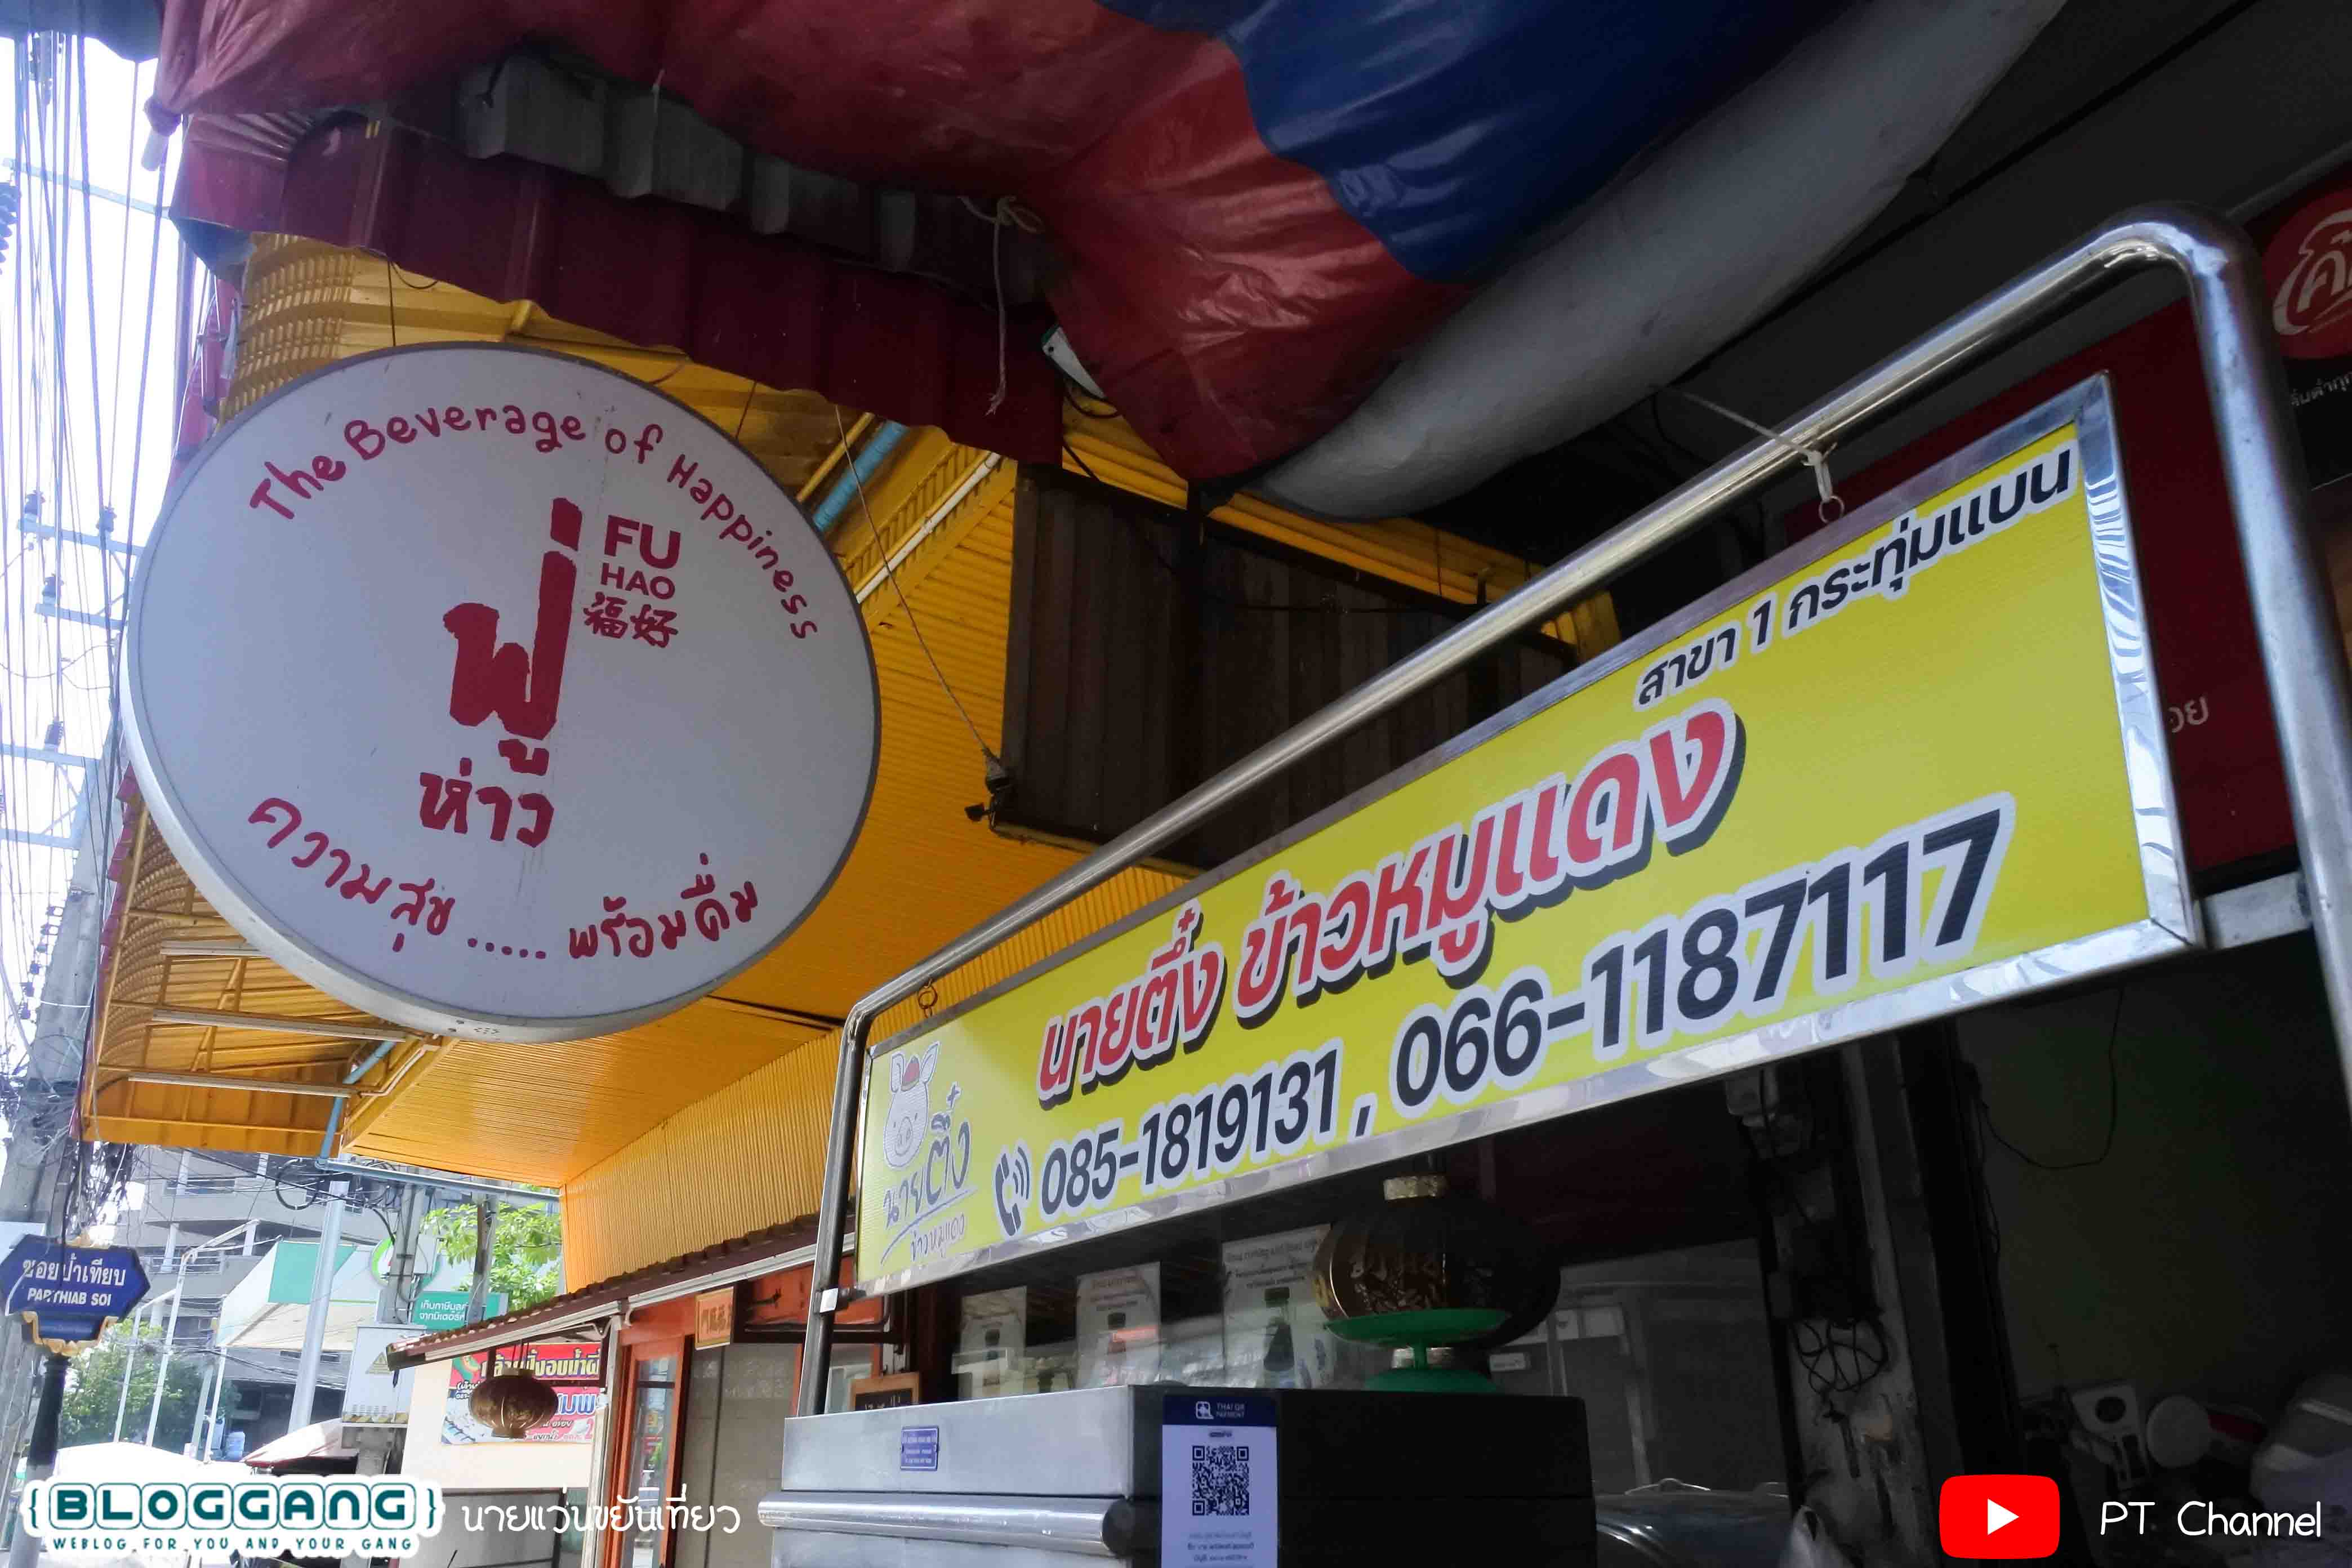 The Beverage of Happiness
ฟู่
FU
HAO
福好
ห่าว
ความสุข ..... พร้อมดื่ม
สาขา 1 กระทุ่มแบน
นายตึ๋ง ข้าวหมูแดง
085-1819131 , 066-1187117
นายตึ๋ง
ข้าวหมูแดง
ซอยป้าเทียบ
PARTHIAB SOI
THAI QR
PAYMENT
{BLOGGANG}
WEBLOG FOR YOU AND YOUR GANG
นายแว่นขยันเที่ยว
PT Channel